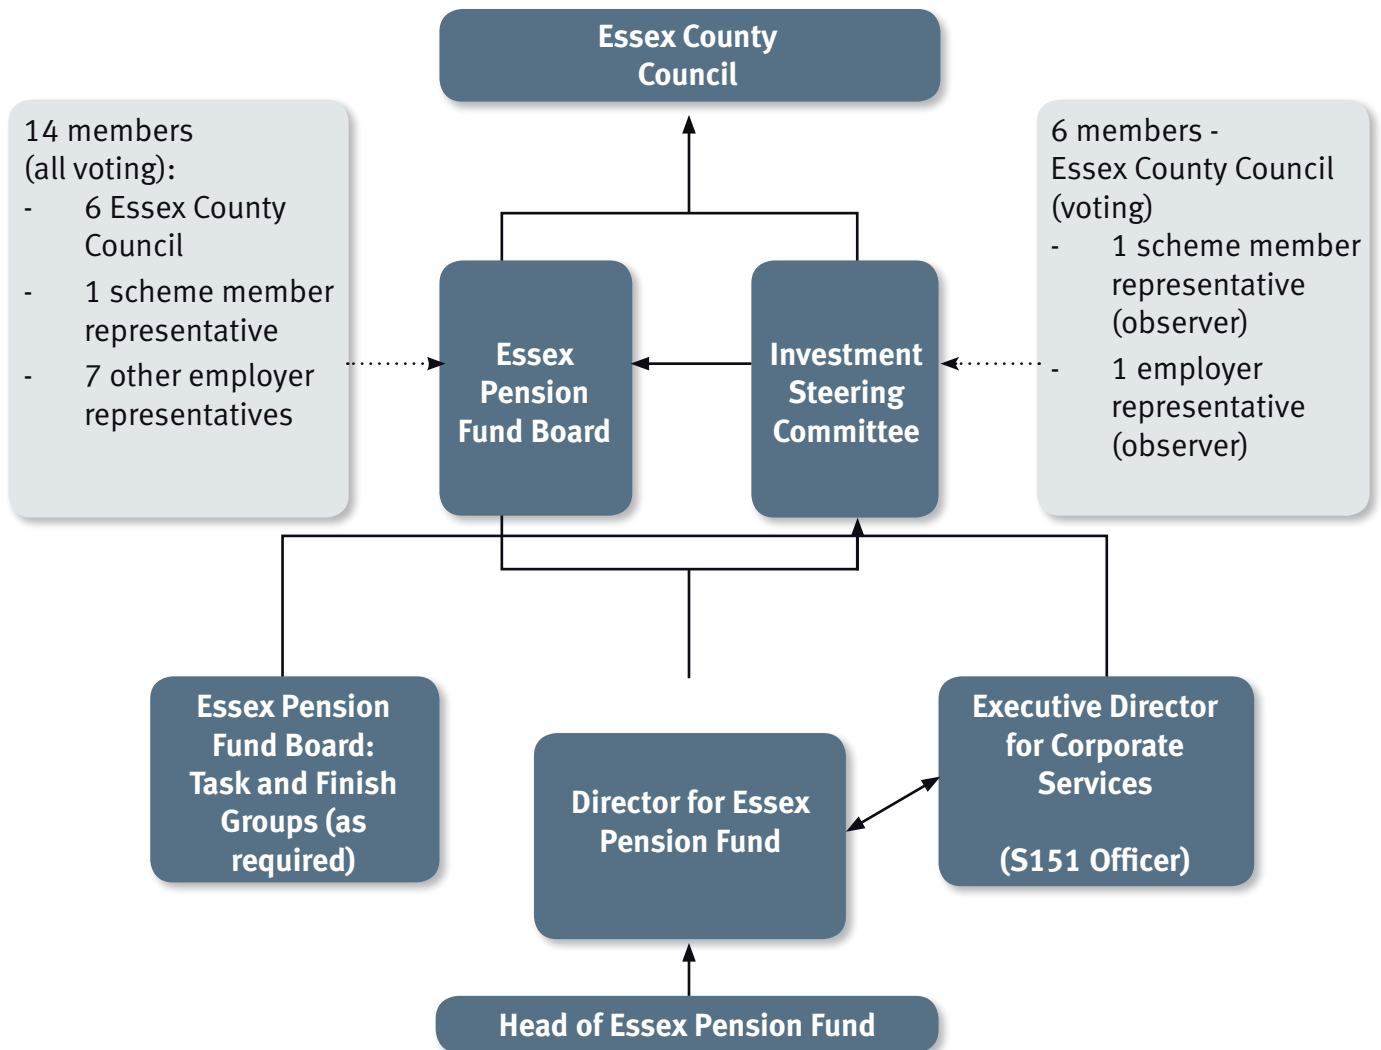 Essex County
Council
14 members
(all voting):
- 6 Essex County
Council
- 1 scheme member
representative
- 7 other employer
representatives
Essex
Pension
Fund Board
Investment
Steering
Committee
6 members -
Essex County Council
(voting)
- 1 scheme member
representative
(observer)
- 1 employer
representative
(observer)
Essex Pension
Fund Board:
Task and Finish
Groups (as
required)
Director for Essex
Pension Fund
Executive Director
for Corporate
Services
(S151 Officer)
Head of Essex Pension Fund